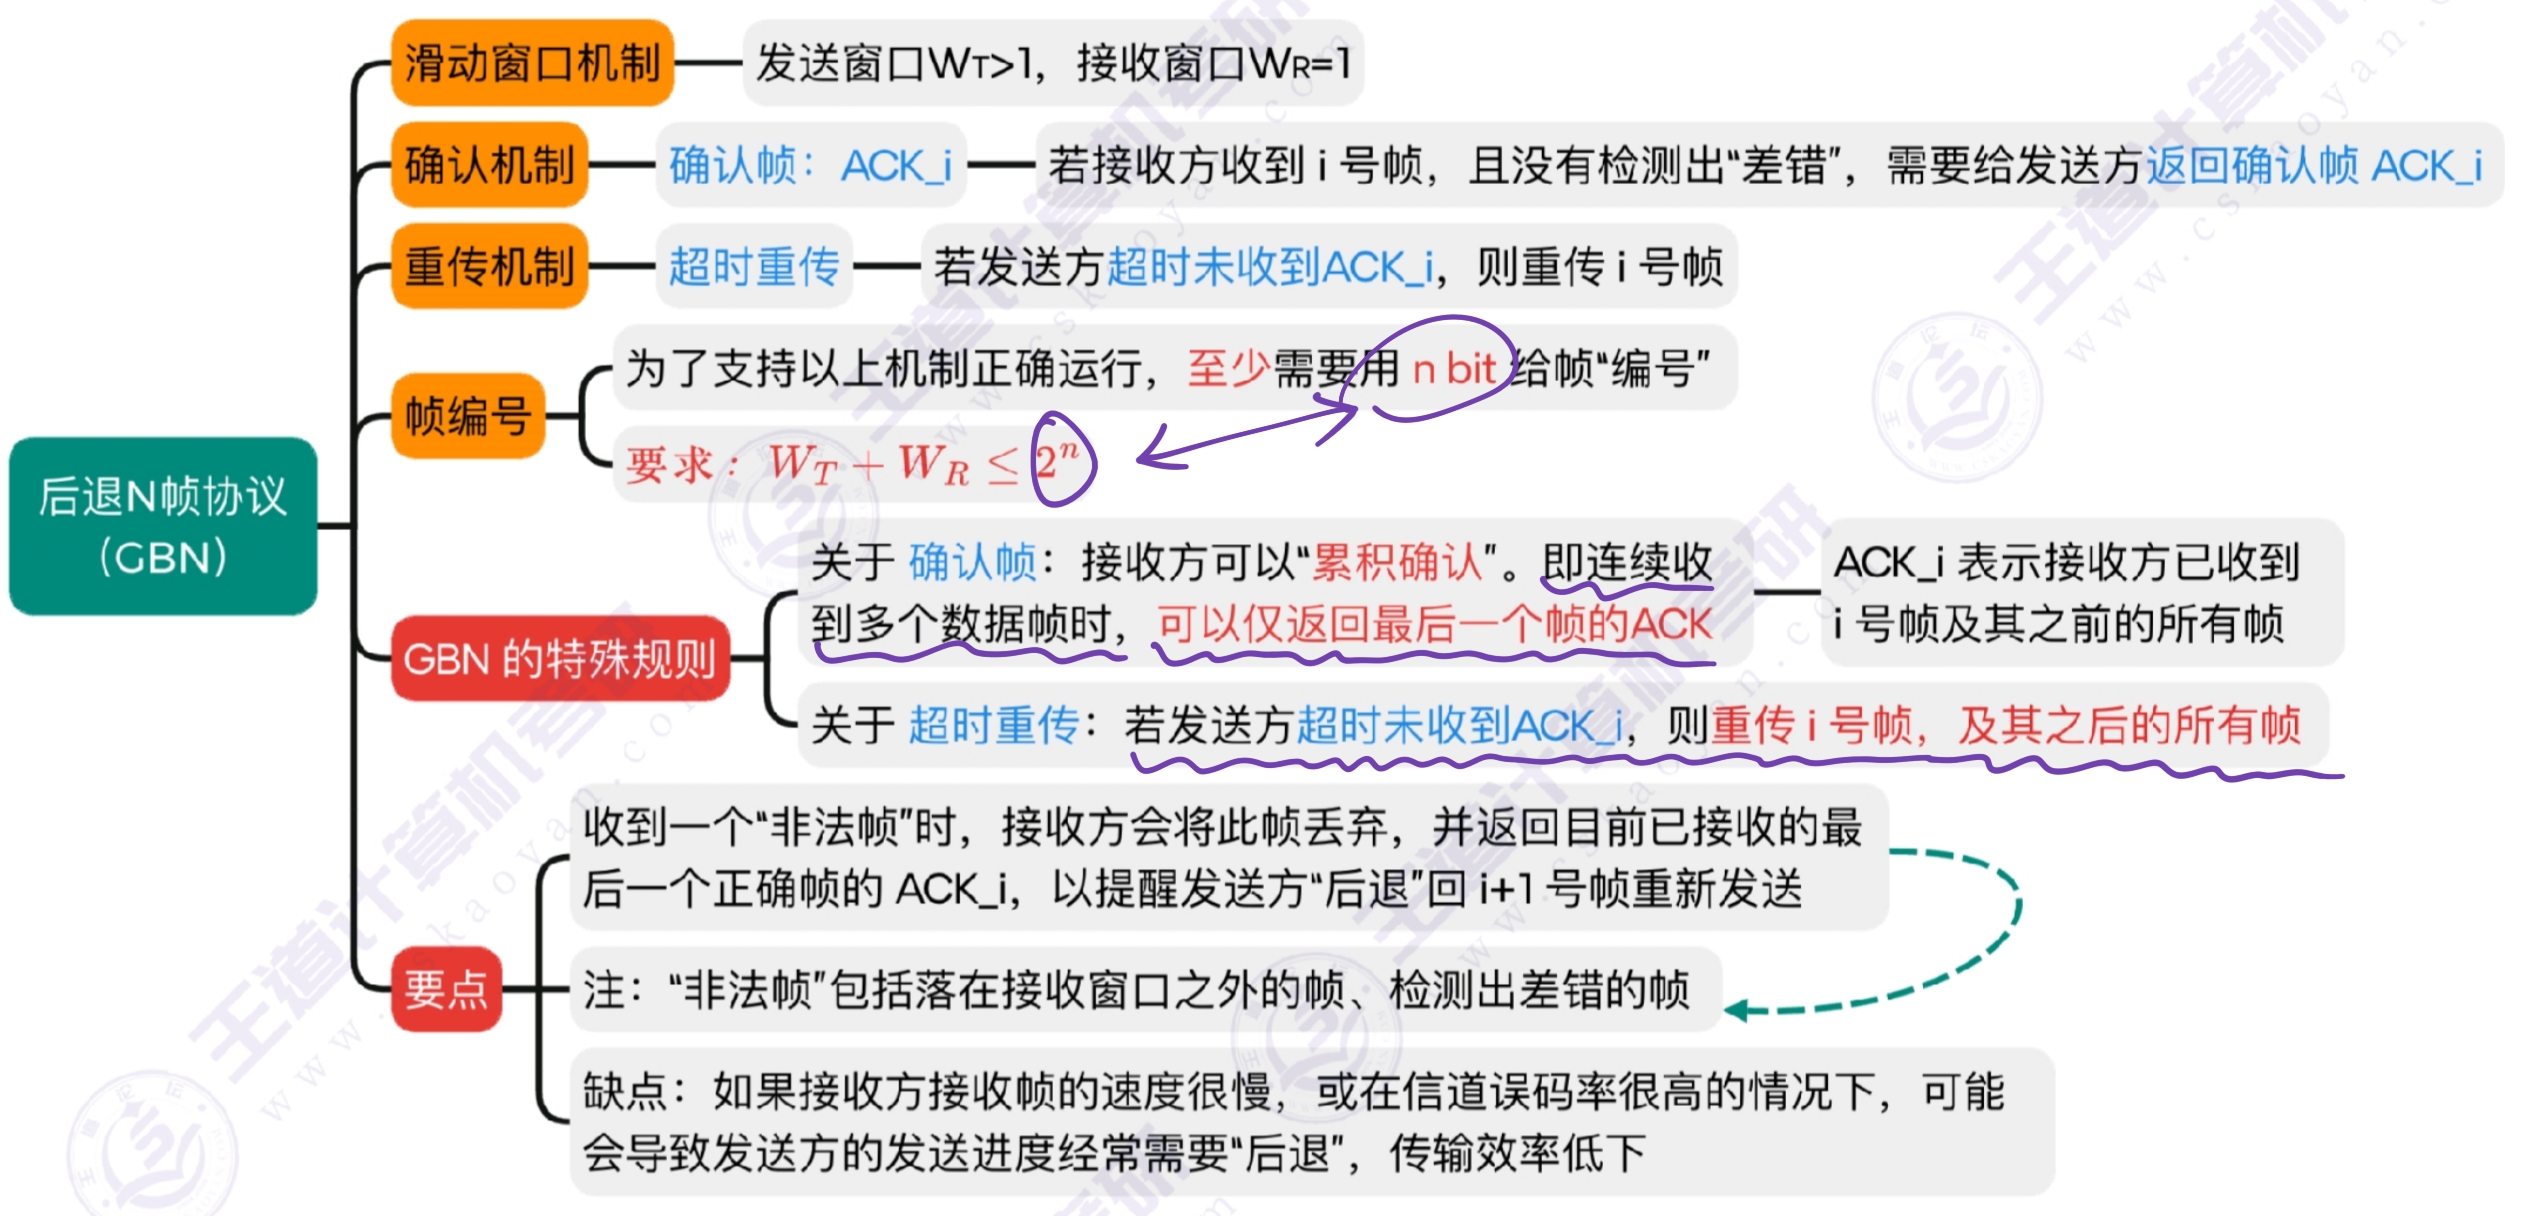 滑动窗口机制
发送窗口WT>1，接收窗口WR=1
确认机制
确认帧：ACK_i
若接收方收到 i 号帧，且没有检测出“差错”，需要给发送方返回确认帧 ACK_i
重传机制
超时重传
若发送方超时未收到ACK_i，则重传 i 号帧
帧编号
为了支持以上机制正确运行，至少需要用 n bit 给帧“编号”
要求：W_T + W_R ≤ 2^n
后退N帧协议
（GBN）
GBN 的特殊规则
关于 确认帧：接收方可以“累积确认”。即连续收
到多个数据帧时，可以仅返回最后一个帧的ACK
ACK_i 表示接收方已收到
i 号帧及其之前的所有帧
关于 超时重传：若发送方超时未收到ACK_i，则重传 i 号帧，及其之后的所有帧
要点
收到一个“非法帧”时，接收方会将此帧丢弃，并返回目前已接收的最
后一个正确帧的 ACK_i，以提醒发送方“后退”回 i+1 号帧重新发送
注：“非法帧”包括落在接收窗口之外的帧、检测出差错的帧
缺点：如果接收方接收帧的速度很慢，或在信道误码率很高的情况下，可能
会导致发送方的发送进度经常需要“后退”，传输效率低下
王道计算机考研
www.cskaoyan.com